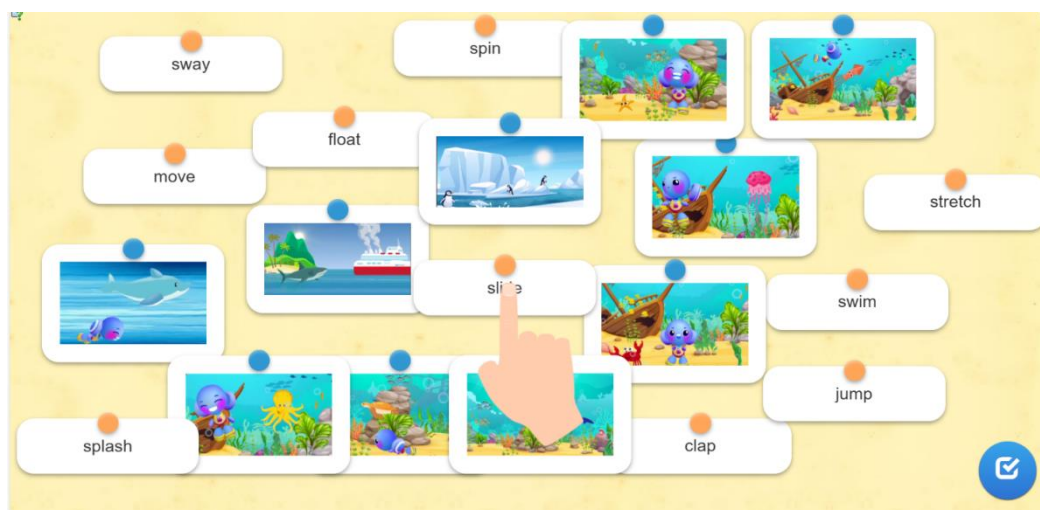 spin
sway
float
move
stretch
slide
swim
jump
splash
clap